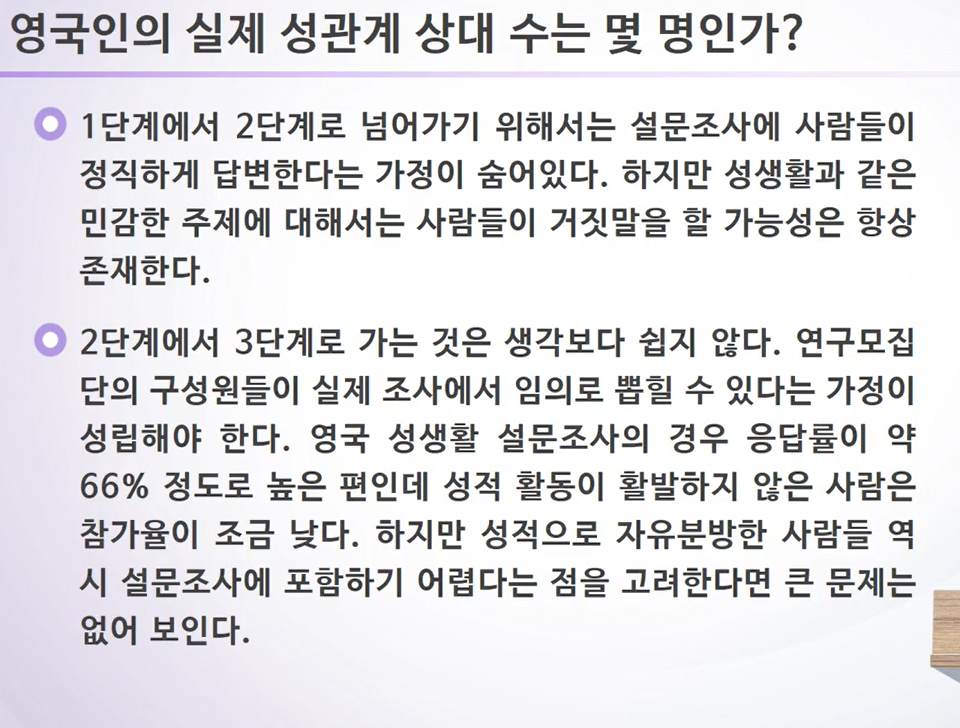 영국인의 실제 성관계 상대 수는 몇 명인가?
1단계에서 2단계로 넘어가기 위해서는 설문조사에 사람들이
정직하게 답변한다는 가정이 숨어있다. 하지만 성생활과 같은
민감한 주제에 대해서는 사람들이 거짓말을 할 가능성은 항상
존재한다.
2단계에서 3단계로 가는 것은 생각보다 쉽지 않다. 연구모집
단의 구성원들이 실제 조사에서 임의로 뽑힐 수 있다는 가정이
성립해야 한다. 영국 성생활 설문조사의 경우 응답률이 약
66% 정도로 높은 편인데 성적 활동이 활발하지 않은 사람은
참가율이 조금 낮다. 하지만 성적으로 자유분방한 사람들 역
시 설문조사에 포함하기 어렵다는 점을 고려한다면 큰 문제는
없어 보인다.